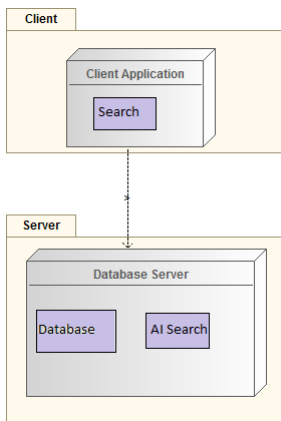 Client
Client Application
Search
Server
Database Server
Database
AI Search